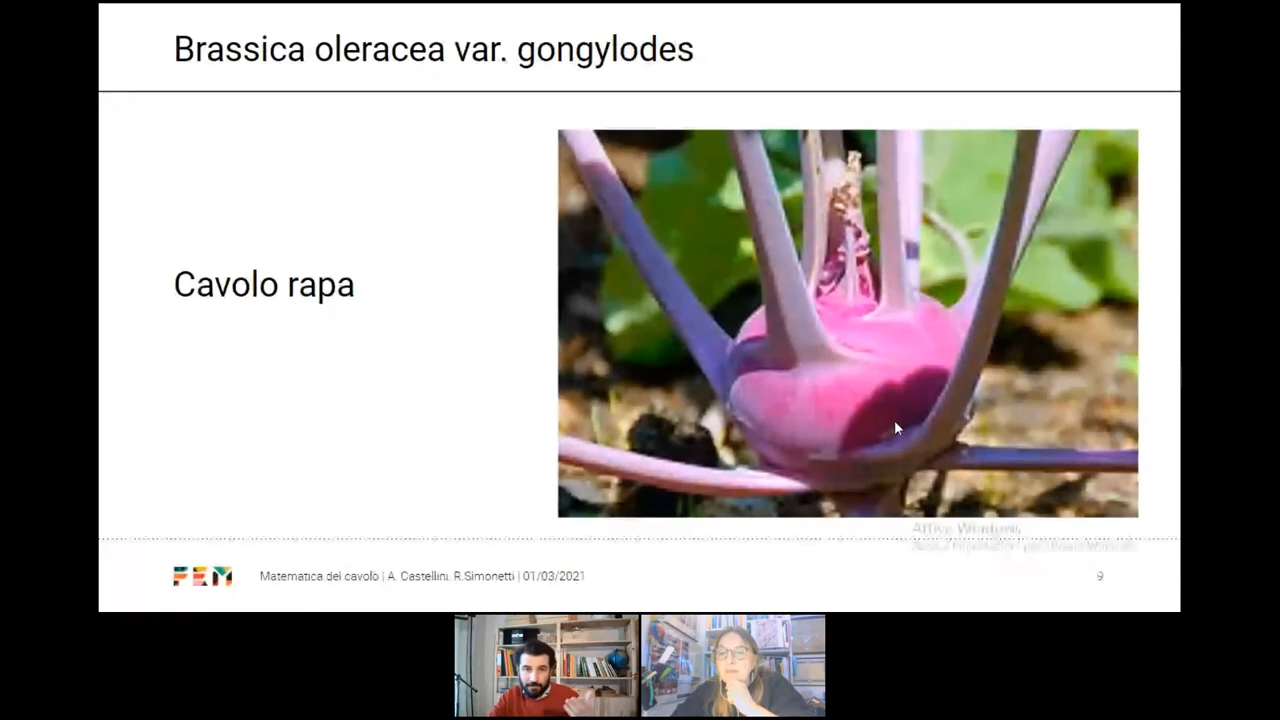 Brassica oleracea var. gongylodes
Cavolo rapa
FEM
Matematica del cavolo | A. Castellini, R.Simonetti | 01/03/2021
9